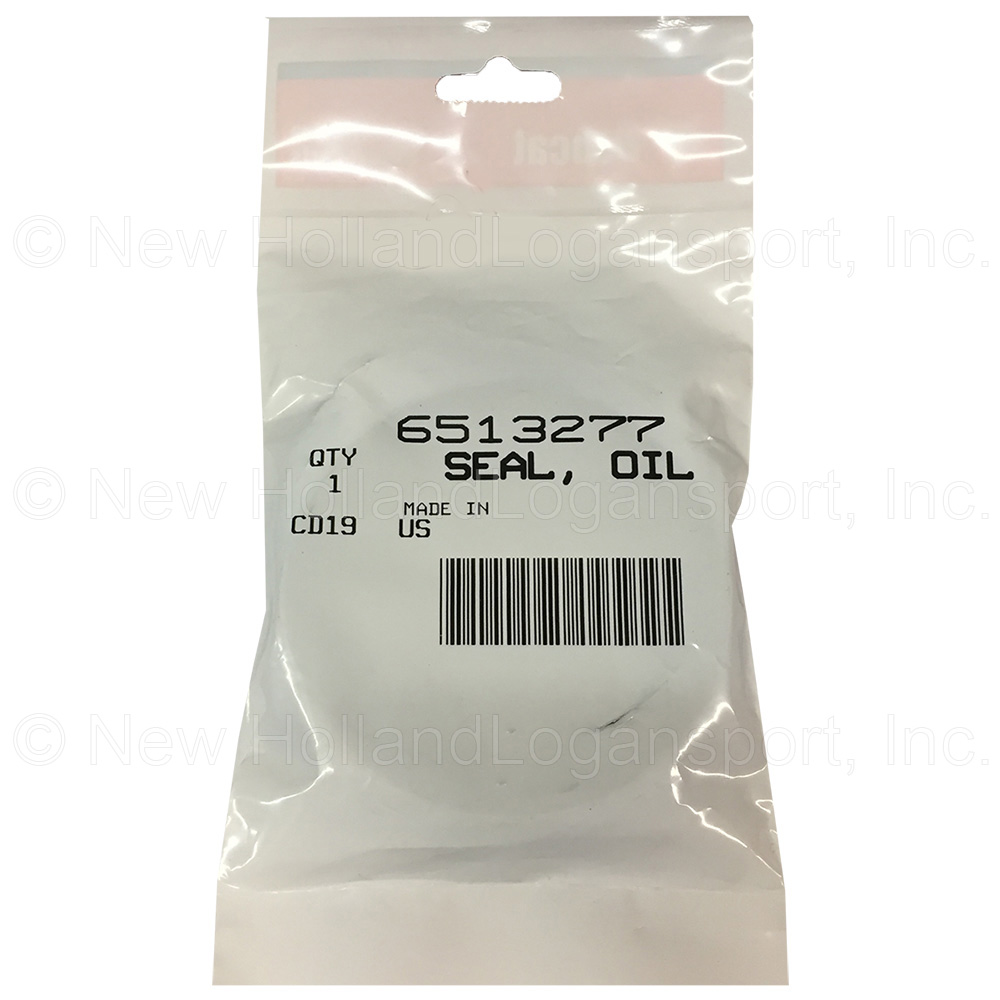 © New HollandLogansport, Inc.
6513277
SEAL, OIL
QTY
1
© New HollandLogansport, Inc.
MADE IN
CD19 US
© New HollandLogansport, Inc.